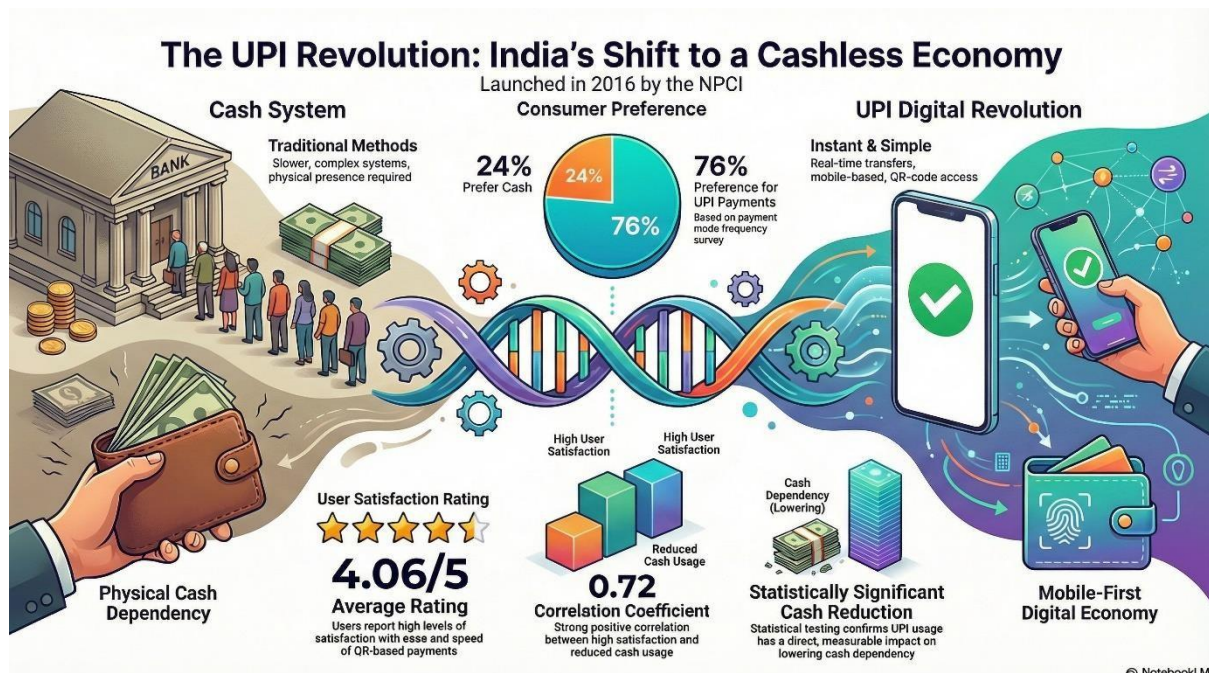 The UPI Revolution: India's Shift to a Cashless Economy
Launched in 2016 by the NPCI
Cash System
Traditional Methods
Slower, complex systems,
physical presence required
BANK
Physical Cash
Dependency
Consumer Preference
24%
Prefer Cash
24%
76%
76%
Preference for
UPI Payments
Based on payment
mode frequency
survey
UPI Digital Revolution
Instant & Simple
Real-time transfers,
mobile-based, QR-code access
User Satisfaction Rating
4.06/5
Average Rating
Users report high levels of
satisfaction with esse and speed
of QR-based payments
High User
Satisfaction
High User
Satisfaction
Reduced
Cash Usage
0.72
Correlation Coefficient
Strong positive correlation
between high satisfaction and
reduced cash usage
Cash
Dependency
(Lowering)
Statistically Significant
Cash Reduction
Statistical testing confirms UPI usage
has a direct, measurable impact on
lowering cash dependency
Mobile-First
Digital Economy